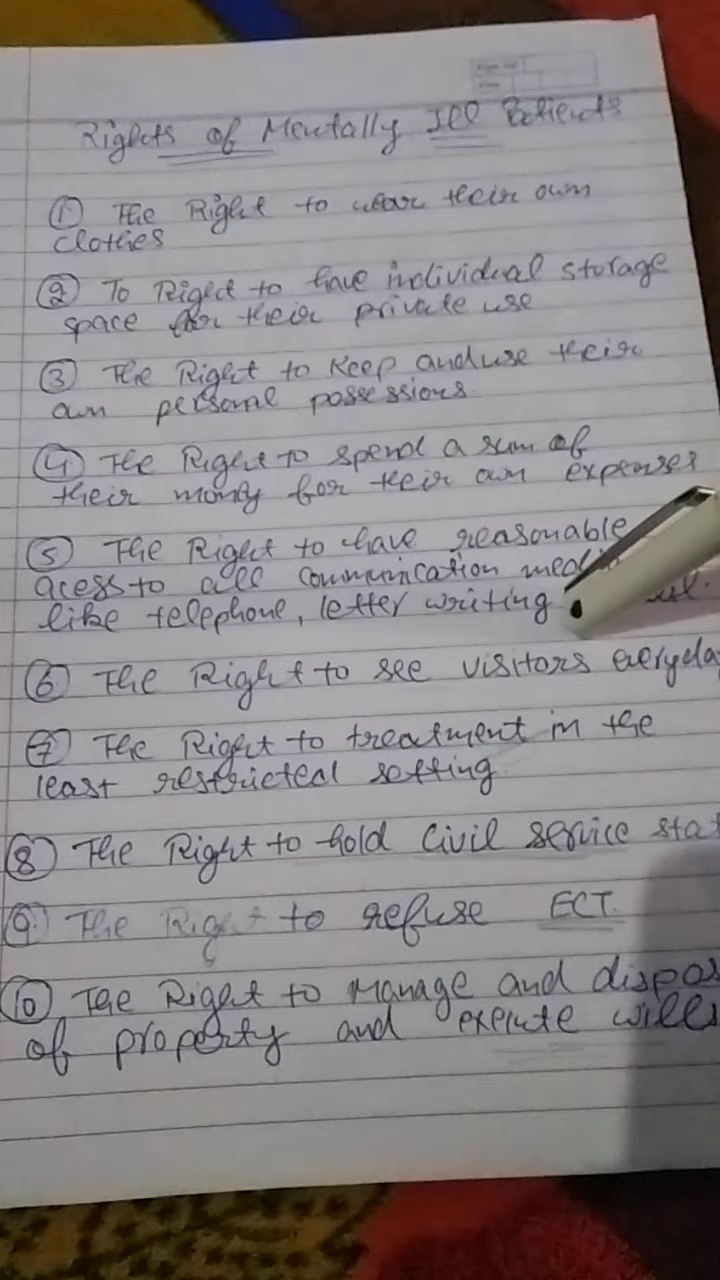 Rights of Mentally Ill Patients
① The Right to wear their own
clothes
② To Right to have individual storage
space for their private use
③ The Right to Keep and use their
own personal possessions.
④ The Right to spend a sum of
their money for their own expenses
⑤ The Right to have reasonable
acess to all communication
like telephone, letter writing
⑥ The Right to see visitors everyda
⑦ The Right to treatment in the
least restricted setting
⑧ The Right to hold civil service sta
⑨ The Right to refuse ECT.
⑩ The Right to Manage and dispos
of property and execute wills